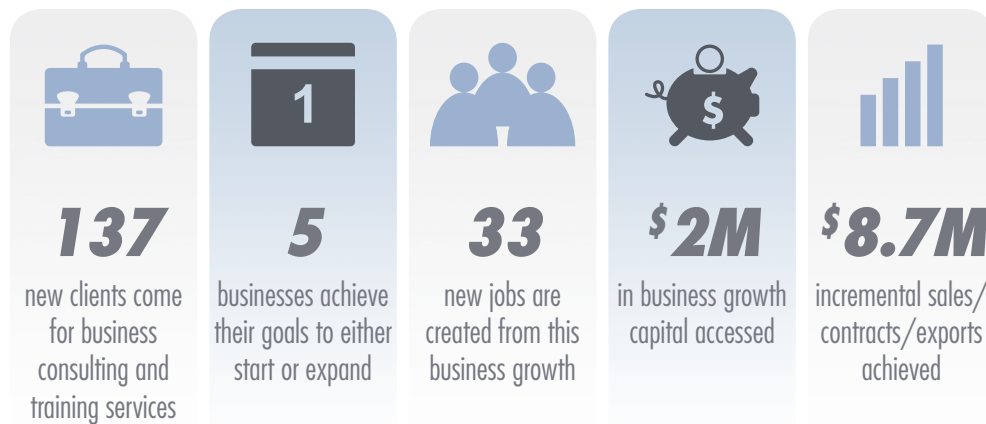 1
$
137
new clients come
for business
consulting and
training services
5
businesses achieve
their goals to either
start or expand
33
new jobs are
created from this
business growth
$2M
in business growth
capital accessed
$8.7M
incremental sales/
contracts/exports
achieved